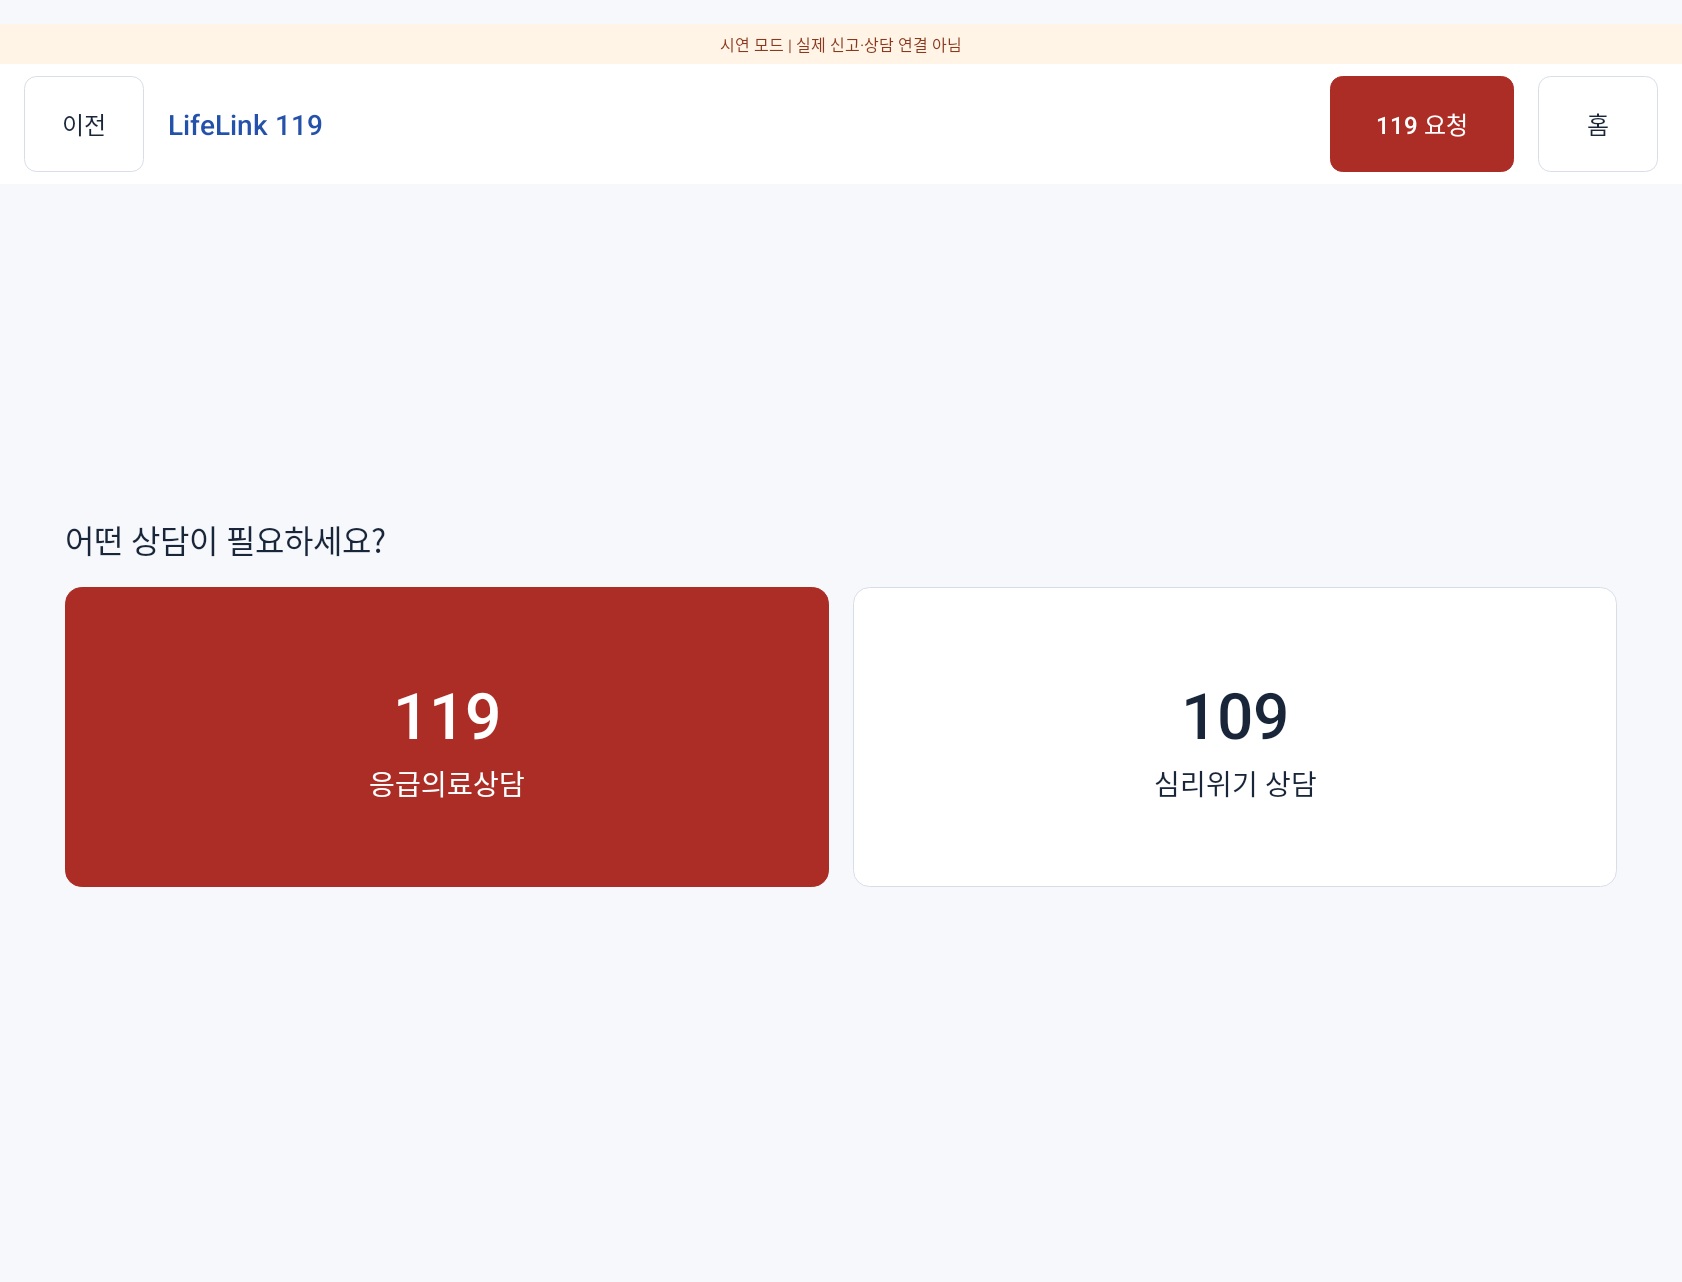 시연 모드 | 실제 신고·상담 연결 아님
이전
LifeLink 119
119 요청
홈
어떤 상담이 필요하세요?
119
응급의료상담
109
심리위기 상담